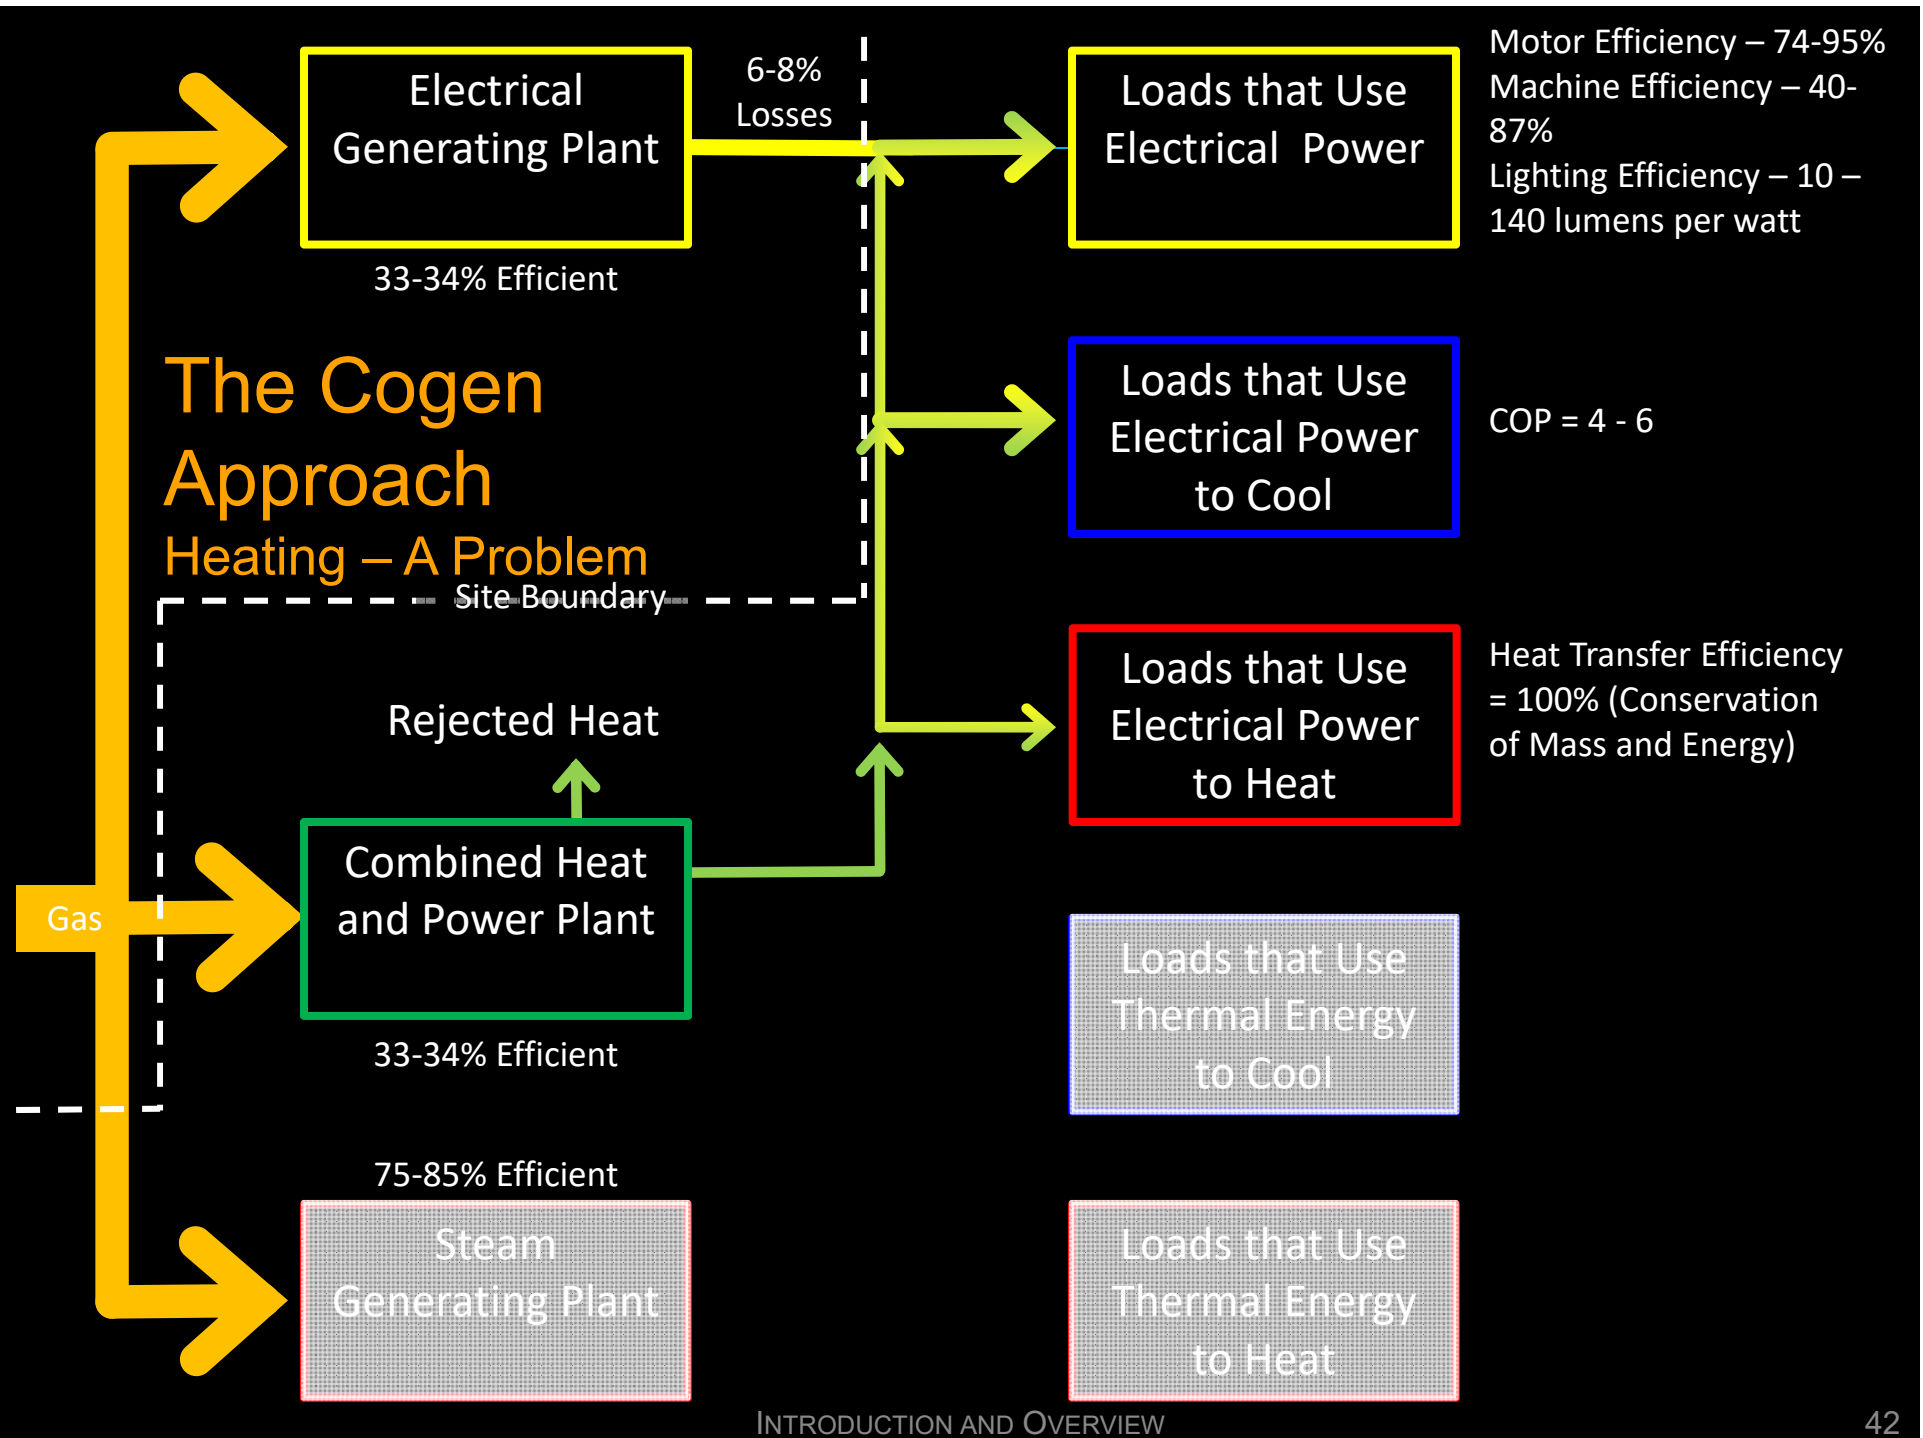 Electrical
Generating Plant
33-34% Efficient
6-8%
Losses
Loads that Use
Electrical  Power
Motor Efficiency – 74-95%
Machine Efficiency – 40-
87%
Lighting Efficiency – 10 –
140 lumens per watt
The Cogen
Approach
Heating – A Problem
Site Boundary
Loads that Use
Electrical Power
to Cool
COP = 4 - 6
Rejected Heat
Loads that Use
Electrical Power
to Heat
Heat Transfer Efficiency
= 100% (Conservation
of Mass and Energy)
Gas
Combined Heat
and Power Plant
33-34% Efficient
Loads that Use
Thermal Energy
to Cool
75-85% Efficient
Steam
Generating Plant
Loads that Use
Thermal Energy
to Heat
INTRODUCTION AND OVERVIEW
42